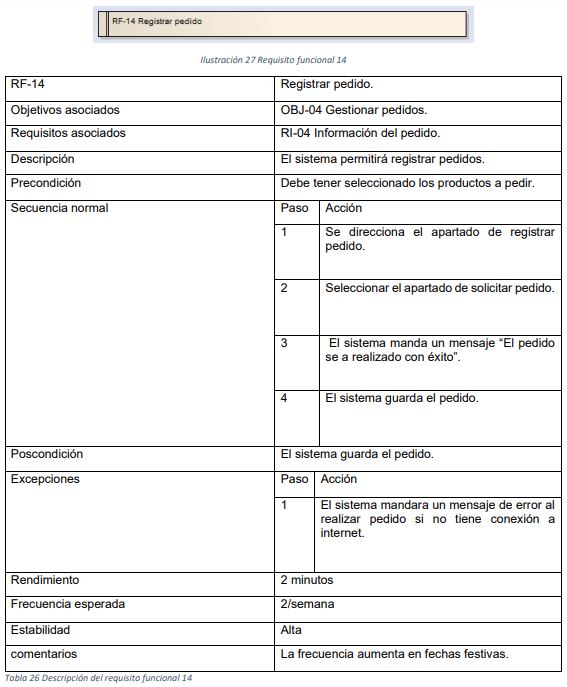 RF-14 Registrar pedido
Ilustración 27 Requisito funcional 14
RF-14 Registrar pedido.
Objetivos asociados OBJ-04 Gestionar pedidos.
Requisitos asociados RI-04 Información del pedido.
Descripción El sistema permitirá registrar pedidos.
Precondición Debe tener seleccionado los productos a pedir.
Secuencia normal Paso Acción
1 Se direcciona el apartado de registrar
pedido.
2 Seleccionar el apartado de solicitar pedido.
3 El sistema manda un mensaje “El pedido
se a realizado con éxito”.
4 El sistema guarda el pedido.
Poscondición El sistema guarda el pedido.
Excepciones Paso Acción
1 El sistema mandara un mensaje de error al
realizar pedido si no tiene conexión a
internet.
Rendimiento 2 minutos
Frecuencia esperada 2/semana
Estabilidad Alta
comentarios La frecuencia aumenta en fechas festivas.
Tabla 26 Descripción del requisito funcional 14